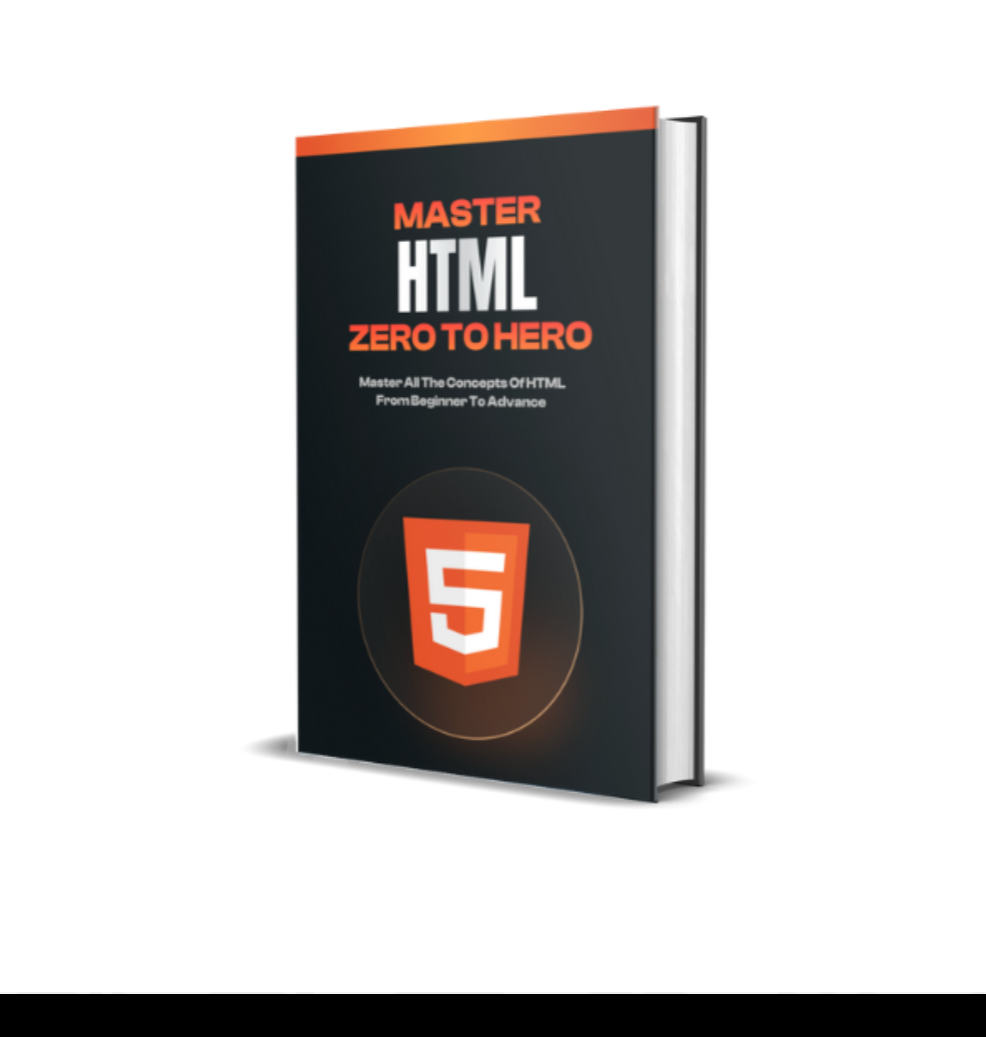 MASTER
HTML
ZERO TO HERO
Master All The Concepts Of HTML
From Beginner To Advance
5